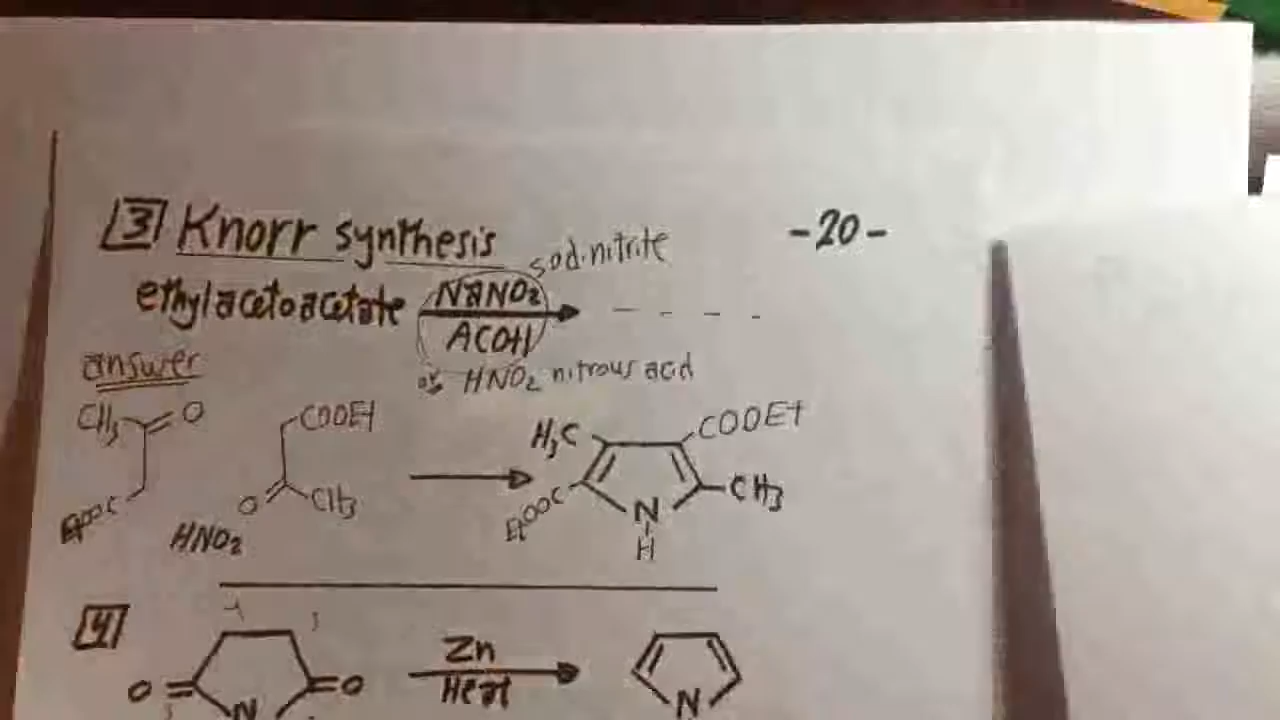 [3] Knorr synthesis
-20-
sod.nitrite
ethylacetoacetate NaNO2 - - - -
ACOH
or HNO2 nitrous acid
answer
CH3 O COOEt
H3C COOEt
O CH3
EtOOC N CH3
EtOOC HNO2
H
[4]
O O Zn
Heat
N N